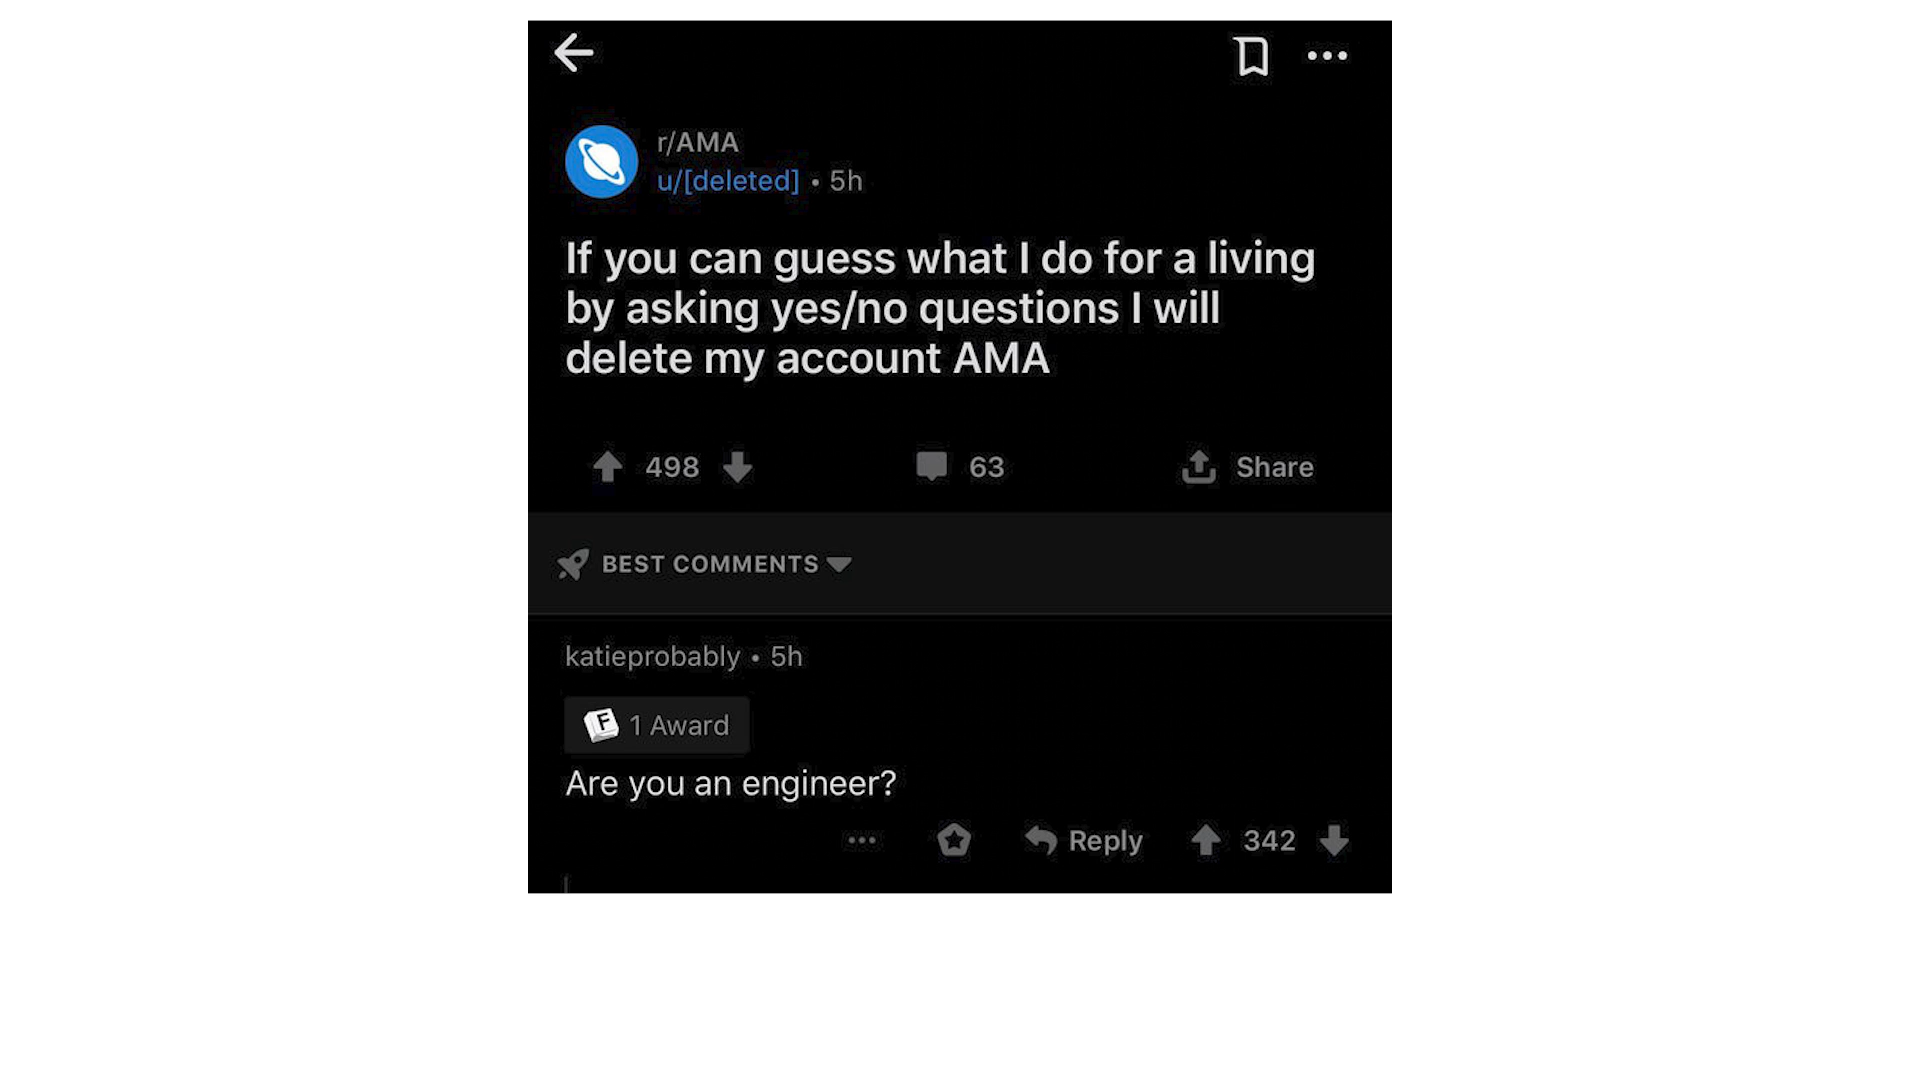 r/AMA
u/[deleted] • 5h
If you can guess what I do for a living
by asking yes/no questions I will
delete my account AMA
498
63
Share
BEST COMMENTS
katieprobably • 5h
F 1 Award
Are you an engineer?
Reply
342